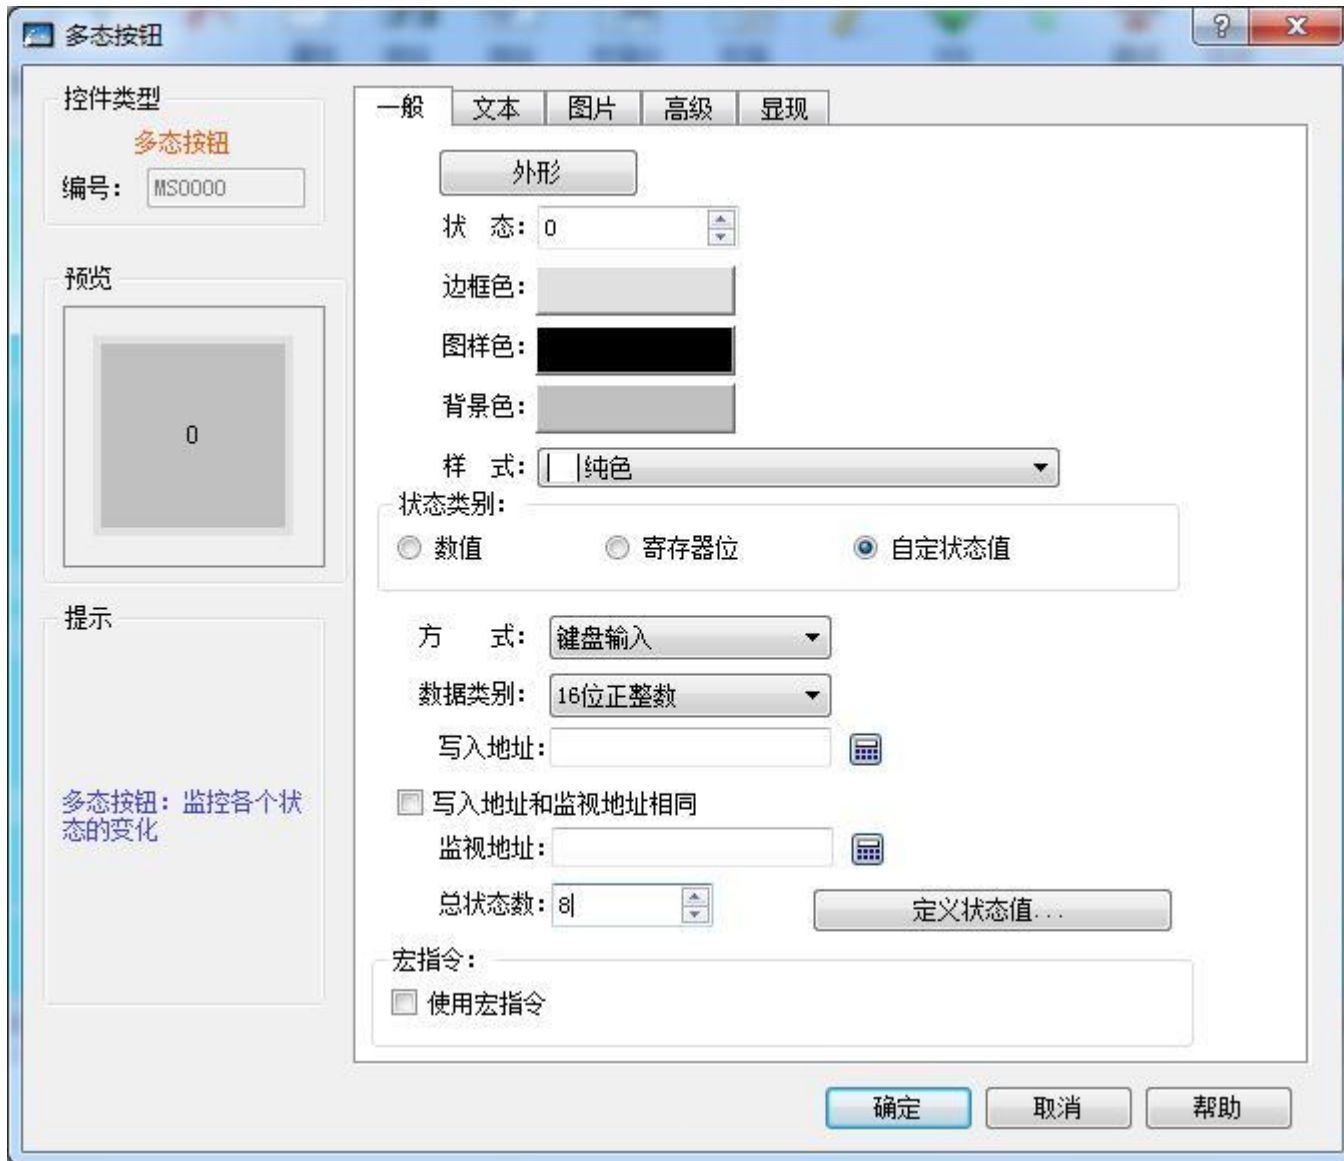 多态按钮
?
X
控件类型
多态按钮
编号: MS0000
预览
0
提示
多态按钮: 监控各个状
态的变化
一般 文本 图片 高级 显现
外形
状 态: 0
边框色:
图样色:
背景色:
样 式: 纯色
状态类别:
数值 寄存器位 自定状态值
方 式: 键盘输入
数据类别: 16位正整数
写入地址:
写入地址和监视地址相同
监视地址:
总状态数: 8 定义状态值...
宏指令:
使用宏指令
确定 取消 帮助